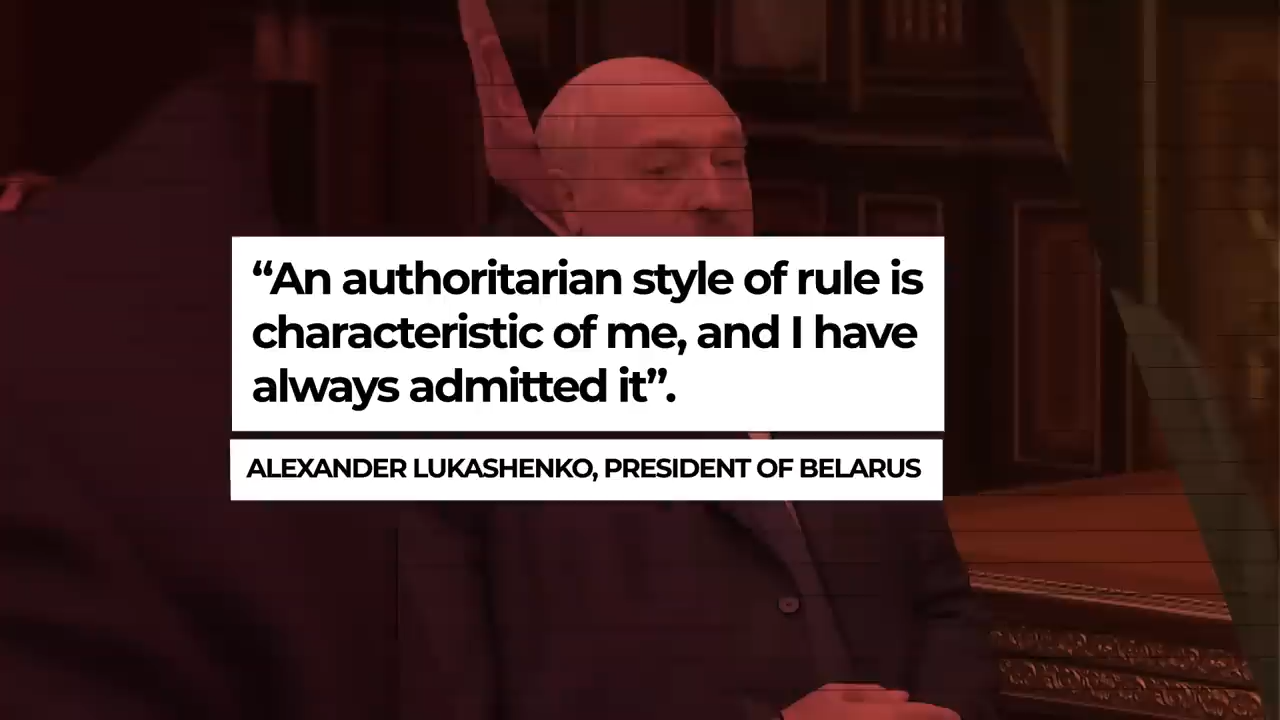 “An authoritarian style of rule is
characteristic of me, and I have
always admitted it”.
ALEXANDER LUKASHENKO, PRESIDENT OF BELARUS